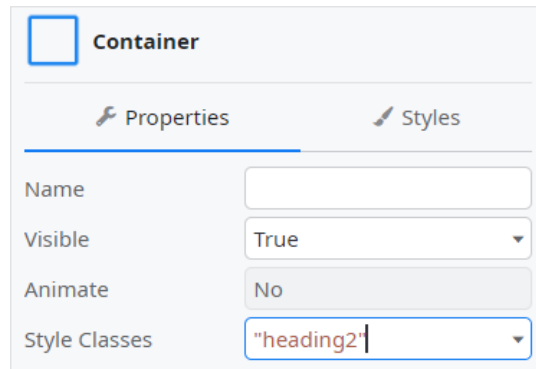 Container
Properties Styles
Name
Visible True
Animate No
Style Classes "heading2"